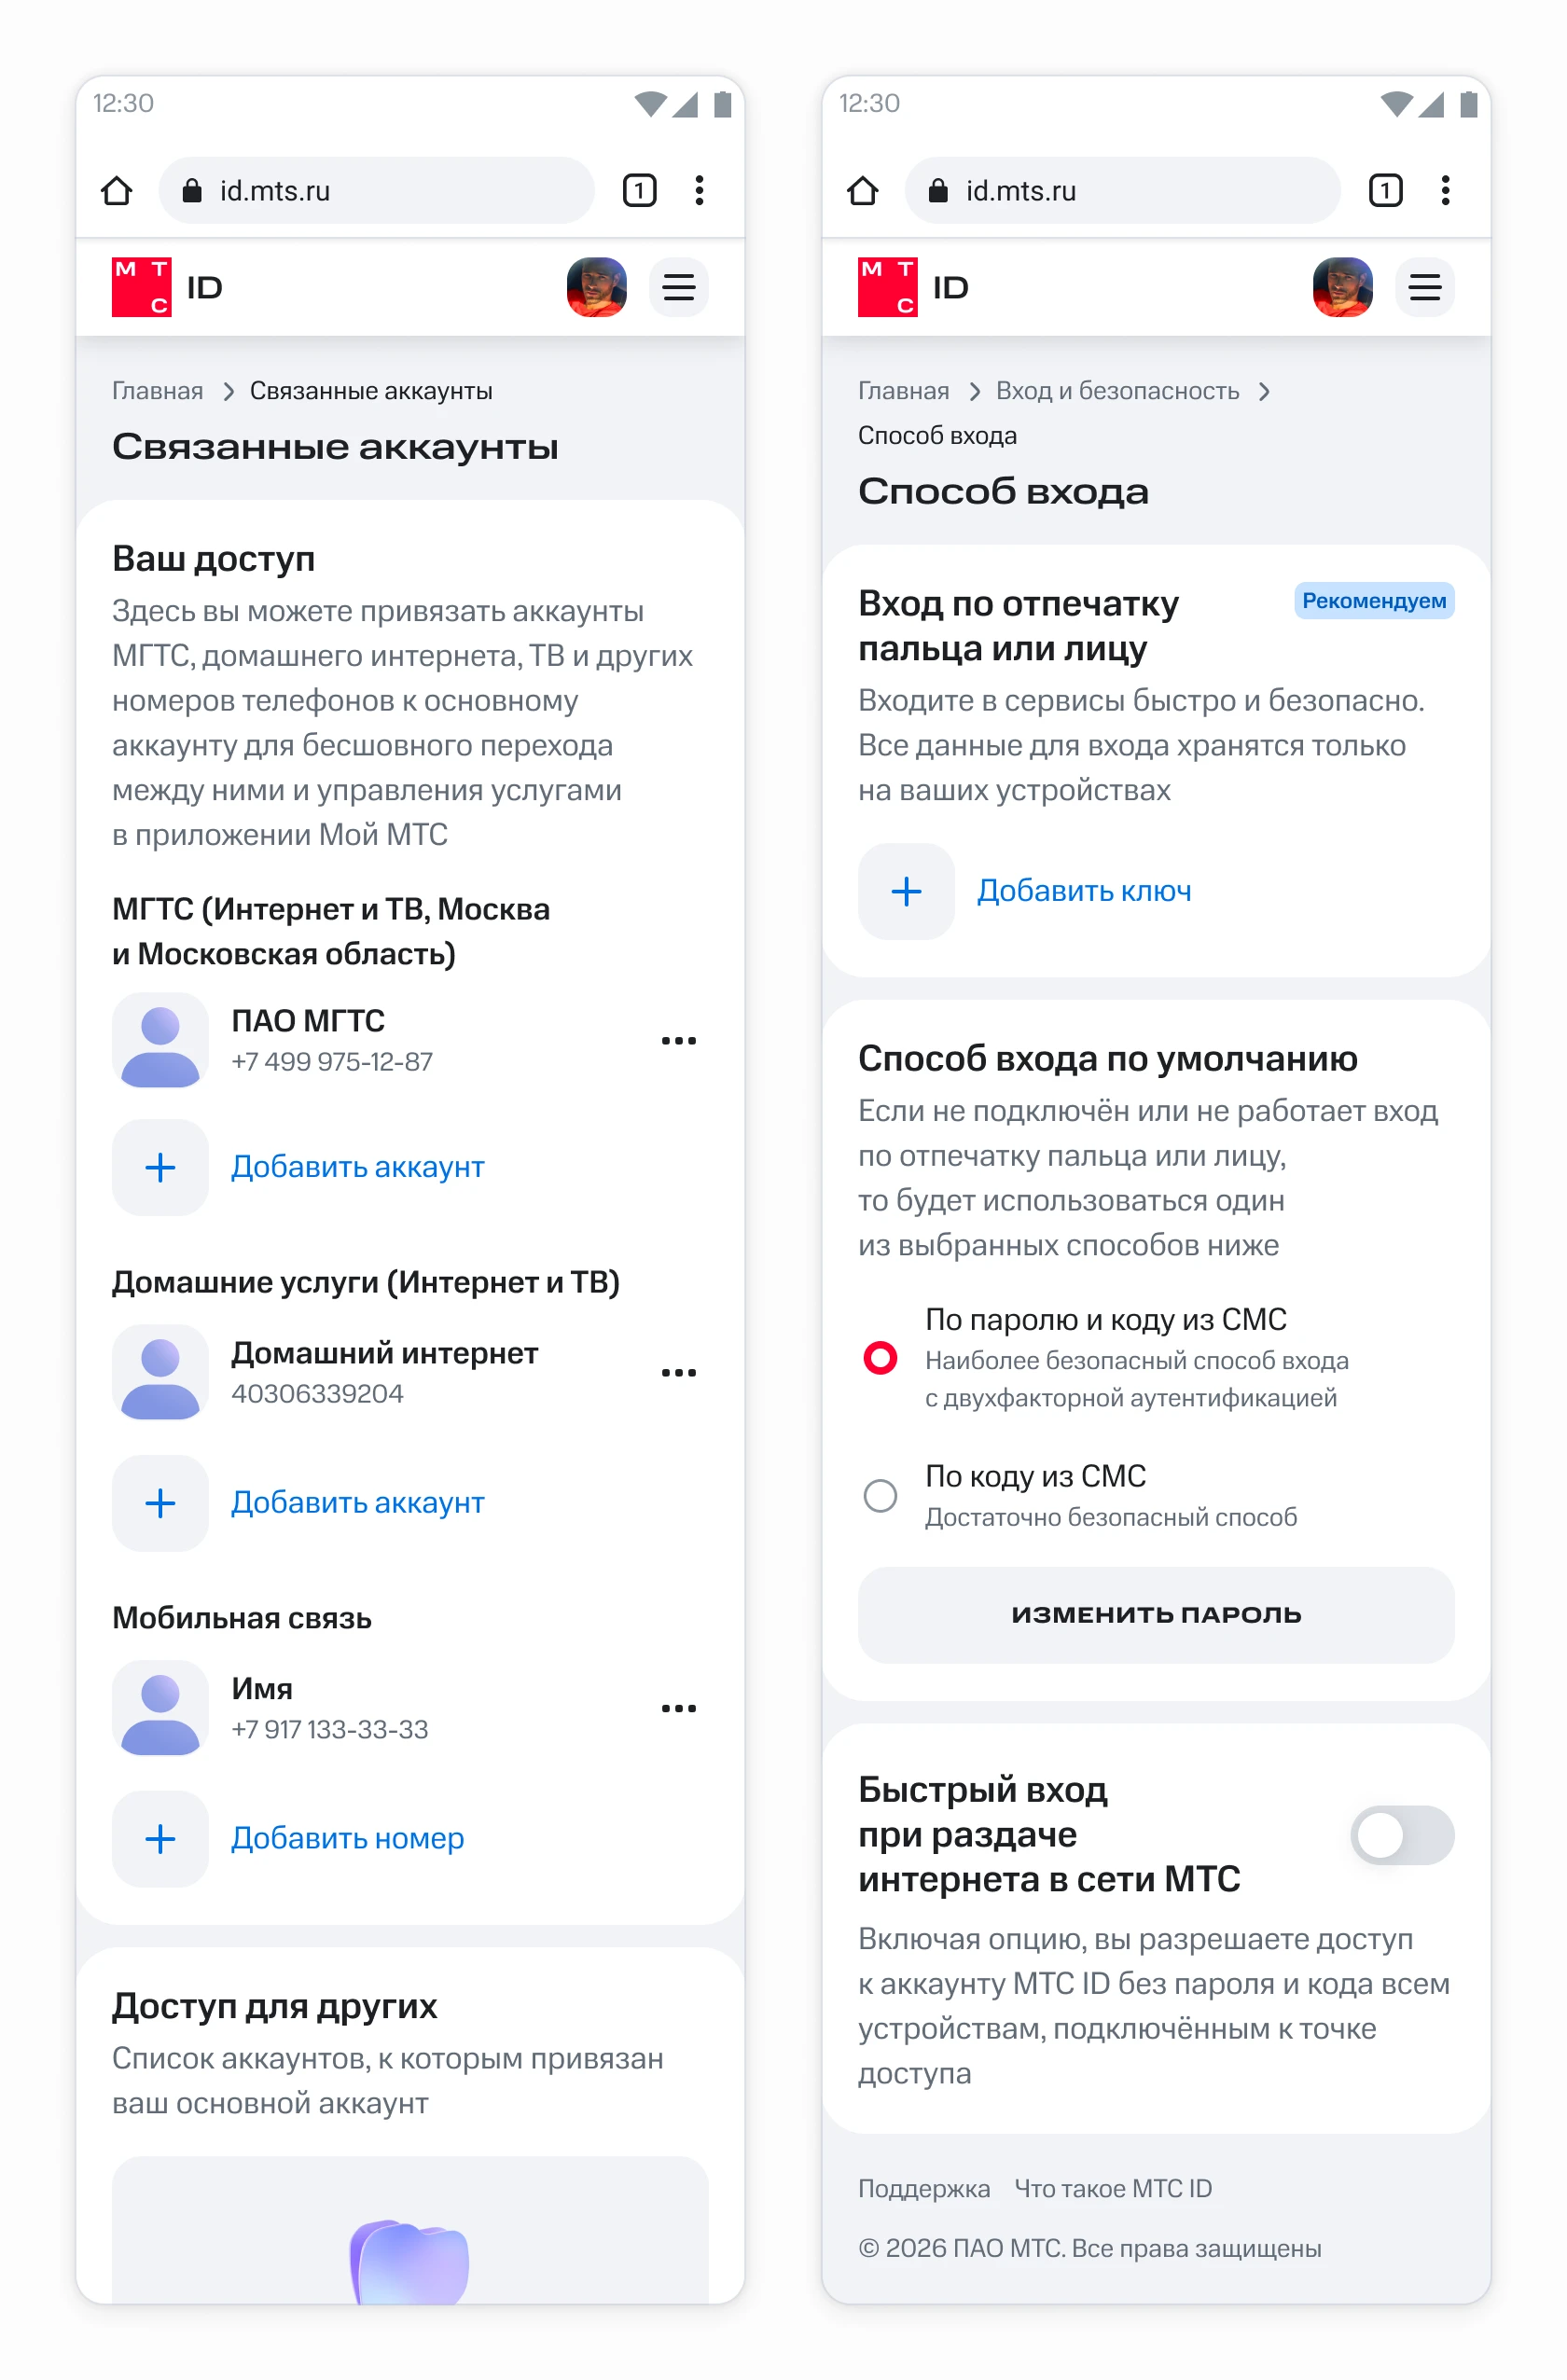 12:30
id.mts.ru
1
М Т С ID
Главная > Связанные аккаунты
Связанные аккаунты
Ваш доступ
Здесь вы можете привязать аккаунты
МГТС, домашнего интернета, ТВ и других
номеров телефонов к основному
аккаунту для бесшовного перехода
между ними и управления услугами
в приложении Мой МТС
МГТС (Интернет и ТВ, Москва
и Московская область)
ПАО МГТС
+7 499 975-12-87
Добавить аккаунт
Домашние услуги (Интернет и ТВ)
Домашний интернет
40306339204
Добавить аккаунт
Мобильная связь
Имя
+7 917 133-33-33
Добавить номер
Доступ для других
Список аккаунтов, к которым привязан
ваш основной аккаунт
12:30
id.mts.ru
1
М Т С ID
Главная > Вход и безопасность >
Способ входа
Способ входа
Вход по отпечатку
пальца или лицу
Рекомендуем
Входите в сервисы быстро и безопасно.
Все данные для входа хранятся только
на ваших устройствах
Добавить ключ
Способ входа по умолчанию
Если не подключён или не работает вход
по отпечатку пальца или лицу,
то будет использоваться один
из выбранных способов ниже
По паролю и коду из СМС
Наиболее безопасный способ входа
с двухфакторной аутентификацией
По коду из СМС
Достаточно безопасный способ
ИЗМЕНИТЬ ПАРОЛЬ
Быстрый вход
при раздаче
интернета в сети МТС
Включая опцию, вы разрешаете доступ
к аккаунту МТС ID без пароля и кода всем
устройствам, подключённым к точке
доступа
Поддержка Что такое МТС ID
© 2026 ПАО МТС. Все права защищены